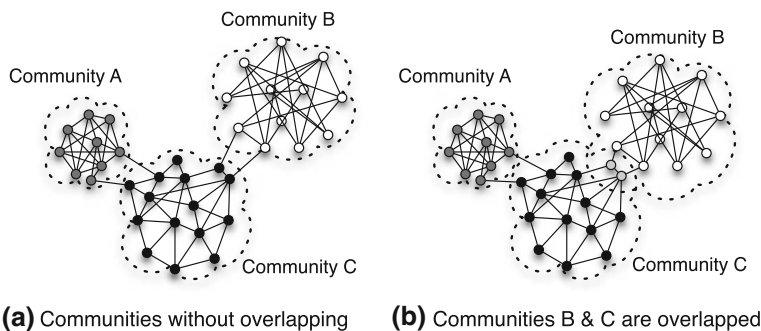 Community B
Community A
Community C
(a) Communities without overlapping
Community B
Community A
Community C
(b) Communities B & C are overlapped